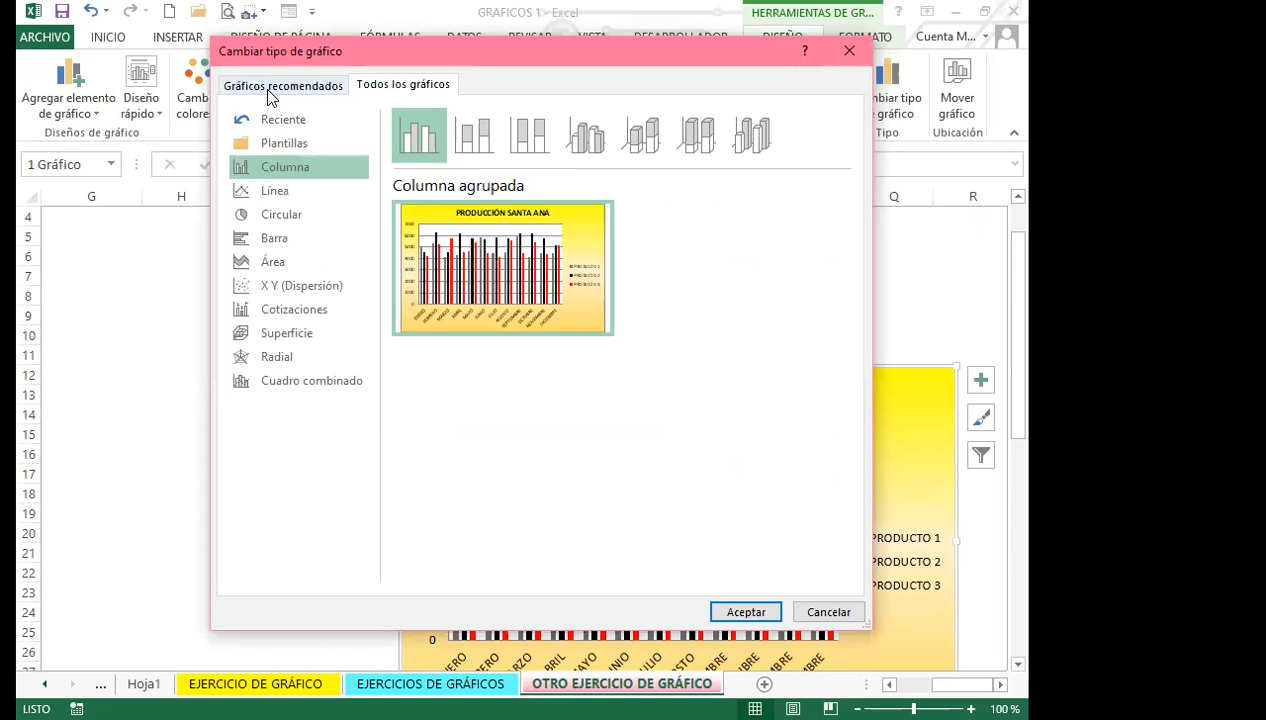 GRAFICOS 1 - Excel
HERRAMIENTAS DE GR...
ARCHIVO INICIO INSERTAR DISEÑO DE PÁGINA FÓRMULAS DATOS REVISAR VISTA DESARROLLADOR DISEÑO FORMATO Cuenta M...
Cambiar tipo de gráfico
Gráficos recomendados Todos los gráficos
Agregar elemento de gráfico
Diseño rápido
Diseños de gráfico
Tipo
Mover gráfico
Ubicación
1 Gráfico
Reciente
Plantillas
Columna
Línea
Circular
Barra
Área
X Y (Dispersión)
Cotizaciones
Superficie
Radial
Cuadro combinado
Columna agrupada
PRODUCCIÓN SANTA ANA
G H Q R
4
5
6
7
8
9
10
11
12
13
14
15
16
17
18
19
20
21
22
23
24
25
26
PRODUCTO 1
PRODUCTO 2
PRODUCTO 3
0
Aceptar Cancelar
... Hoja1 EJERCICIO DE GRÁFICO EJERCICIOS DE GRÁFICOS OTRO EJERCICIO DE GRÁFICO
LISTO 100 %